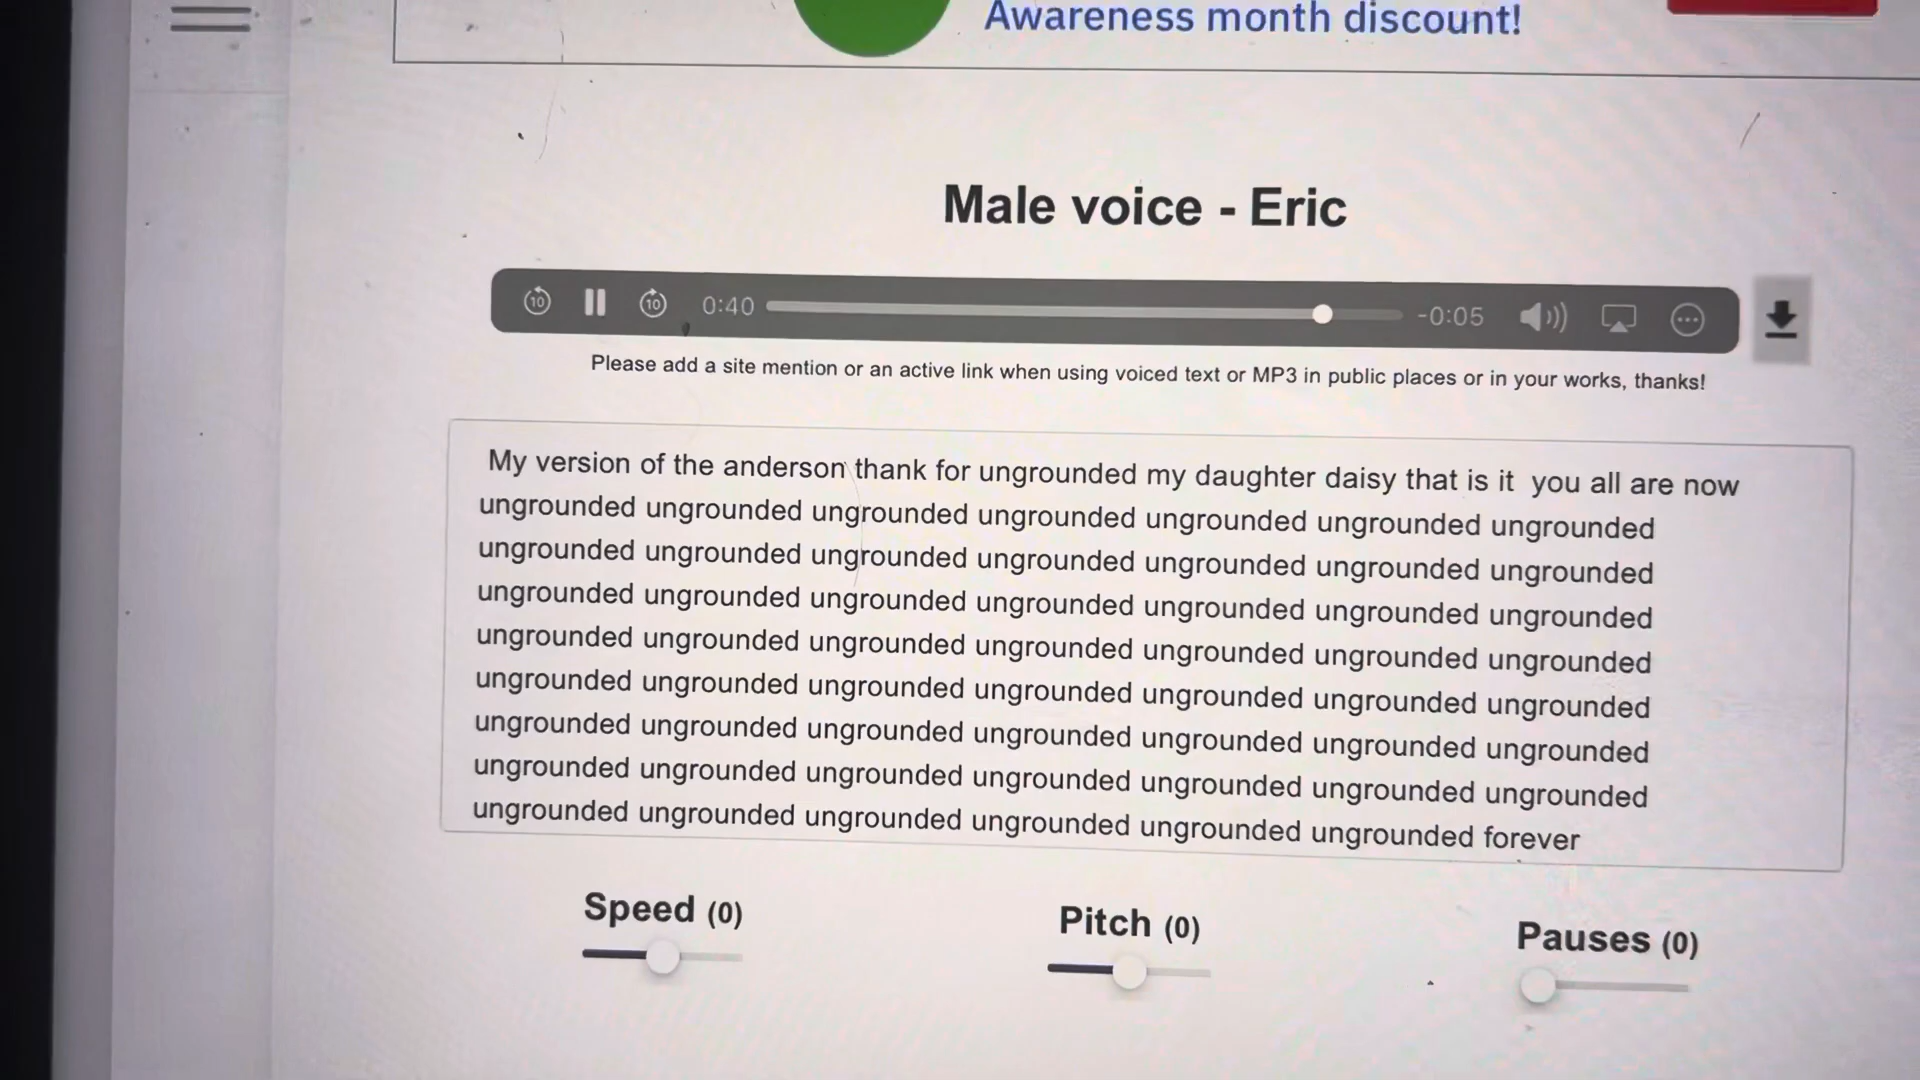 Awareness month discount!
Male voice - Eric
10 10 0:40 -0:05
Please add a site mention or an active link when using voiced text or MP3 in public places or in your works, thanks!
My version of the anderson thank for ungrounded my daughter daisy that is it you all are now
ungrounded ungrounded ungrounded ungrounded ungrounded ungrounded ungrounded
ungrounded ungrounded ungrounded ungrounded ungrounded ungrounded ungrounded
ungrounded ungrounded ungrounded ungrounded ungrounded ungrounded ungrounded
ungrounded ungrounded ungrounded ungrounded ungrounded ungrounded ungrounded
ungrounded ungrounded ungrounded ungrounded ungrounded ungrounded ungrounded
ungrounded ungrounded ungrounded ungrounded ungrounded ungrounded ungrounded
ungrounded ungrounded ungrounded ungrounded ungrounded ungrounded ungrounded
ungrounded ungrounded ungrounded ungrounded ungrounded ungrounded forever
Speed (0) Pitch (0) Pauses (0)